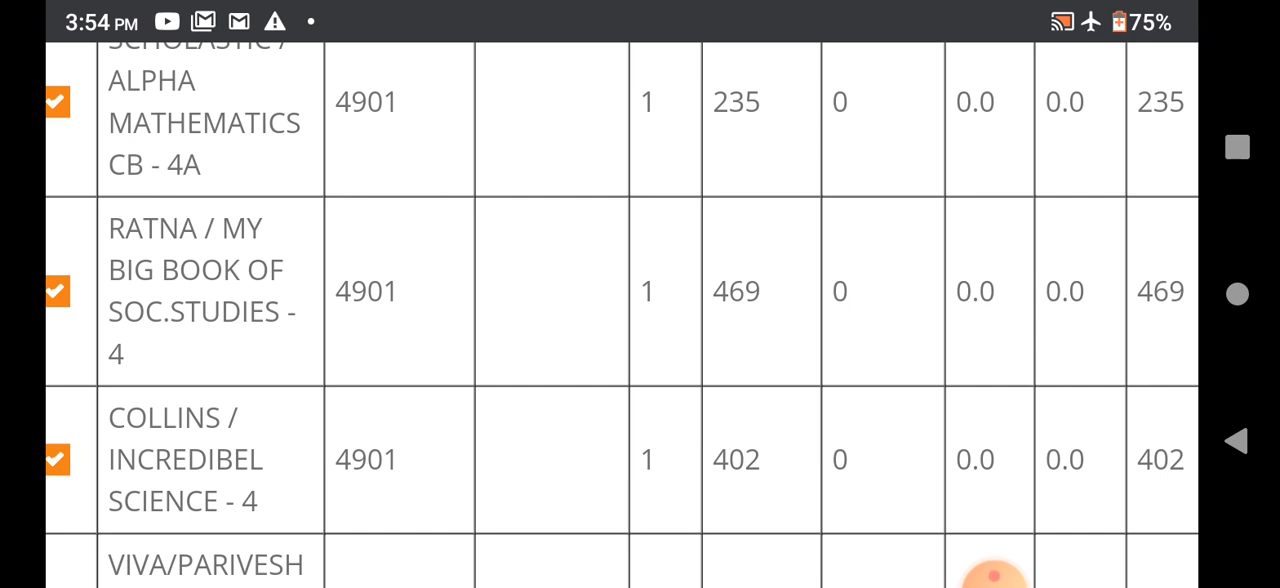 3:54 PM
75%
SCHOLASTIC /
ALPHA
MATHEMATICS
CB - 4A
4901
1
235
0
0.0
0.0
235
RATNA / MY
BIG BOOK OF
SOC.STUDIES -
4
4901
1
469
0
0.0
0.0
469
COLLINS /
INCREDIBEL
SCIENCE - 4
4901
1
402
0
0.0
0.0
402
VIVA/PARIVESH